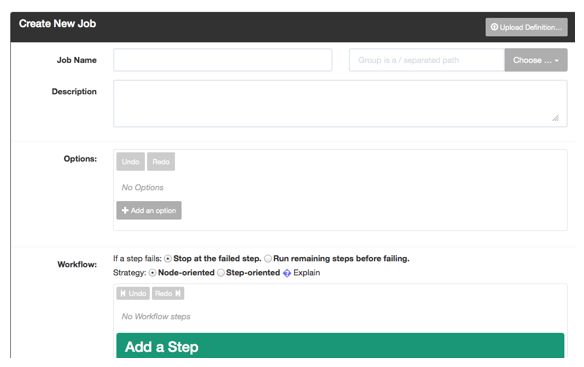 Create New Job
Upload Definition...
Job Name
Group is a / separated path
Choose ...
Description
Options:
Undo Redo
No Options
Add an option
Workflow:
If a step fails: Stop at the failed step. Run remaining steps before failing.
Strategy: Node-oriented Step-oriented Explain
Undo Redo
No Workflow steps
Add a Step